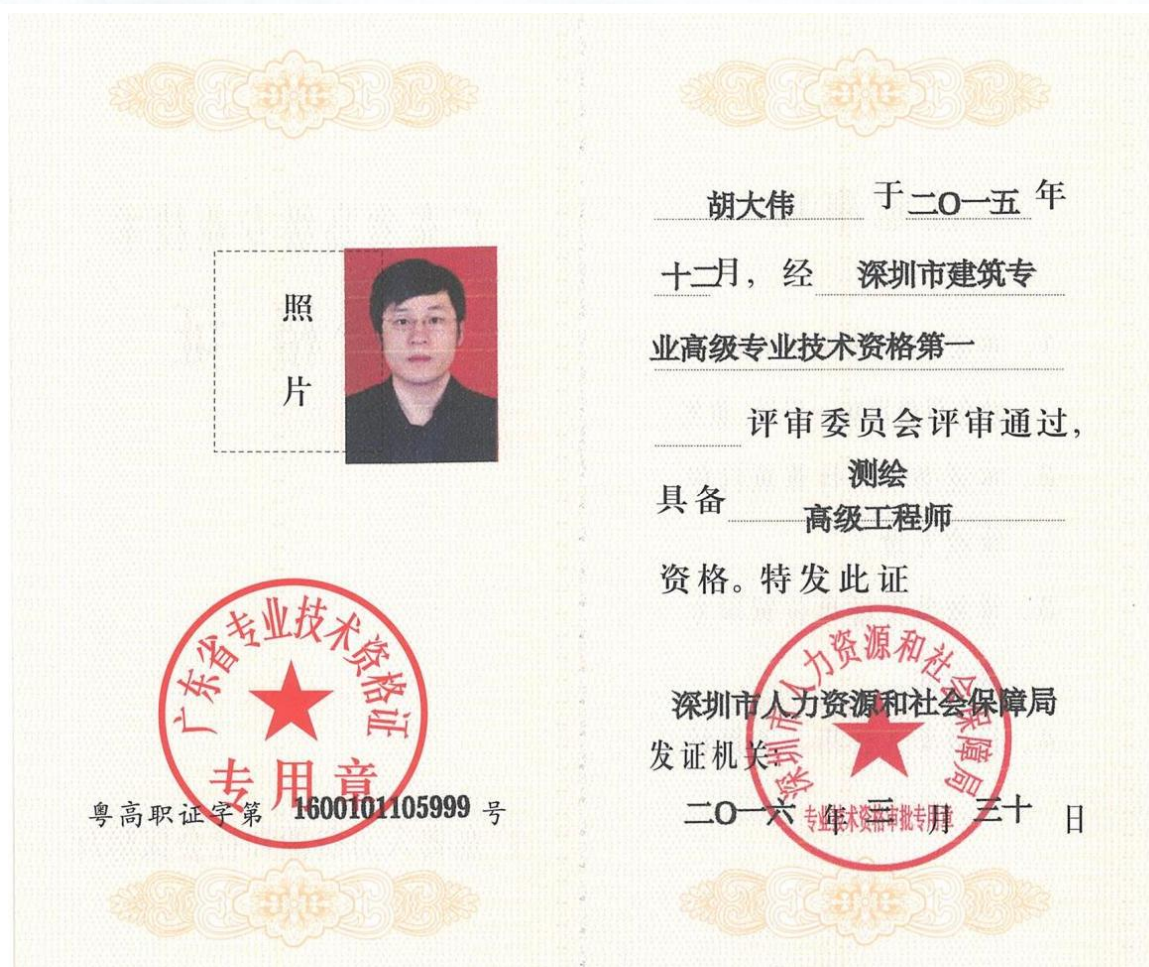 照
片
广东省专业技术资格证
专用章
粤高职证字第 1600101105999 号
胡大伟 于 二O一五 年
十二月，经 深圳市建筑专
业高级专业技术资格第一
评审委员会评审通过，
具备 测绘
高级工程师
资格。特发此证
深圳市人力资源和社会保障局
深圳市人力资源和社会保障局
发证机关：
二O一六 年 三 月 三十 日
专业技术资格审批专用章